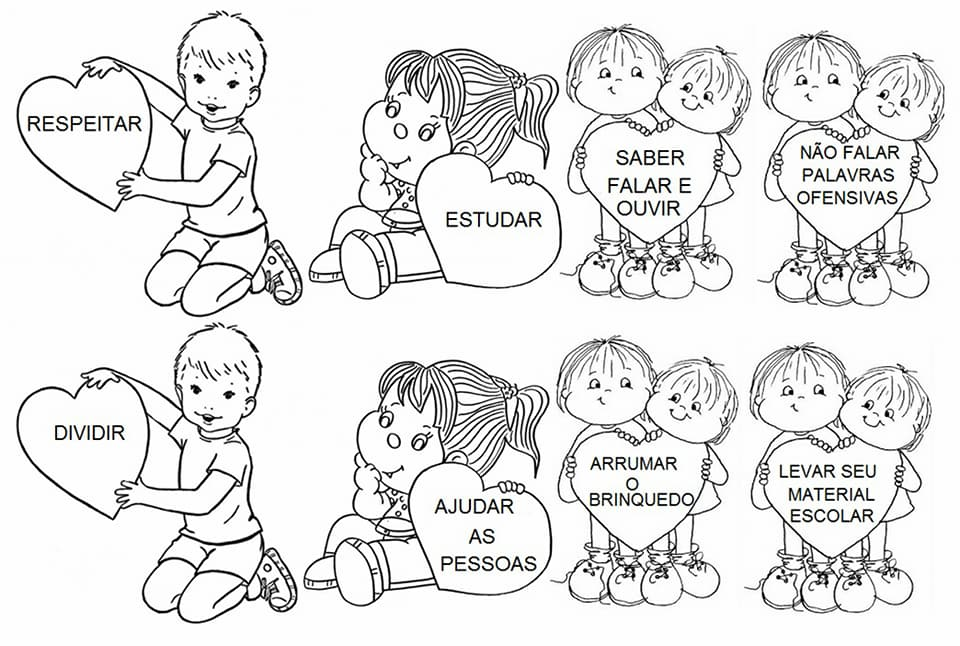 RESPEITAR
ESTUDAR
SABER
FALAR E
OUVIR
NÃO FALAR
PALAVRAS
OFENSIVAS
DIVIDIR
AJUDAR
AS
PESSOAS
ARRUMAR
O
BRINQUEDO
LEVAR SEU
MATERIAL
ESCOLAR